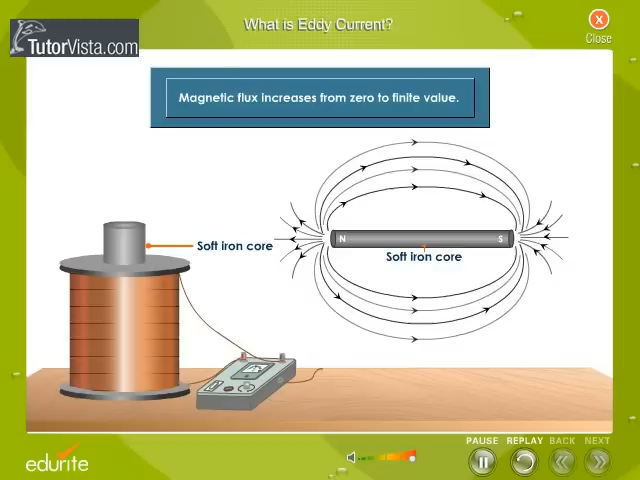 What is Eddy Current?
X
Close
TutorVista.com
Magnetic flux increases from zero to finite value.
Soft iron core
N
S
Soft iron core
PAUSE REPLAY BACK NEXT
edurite